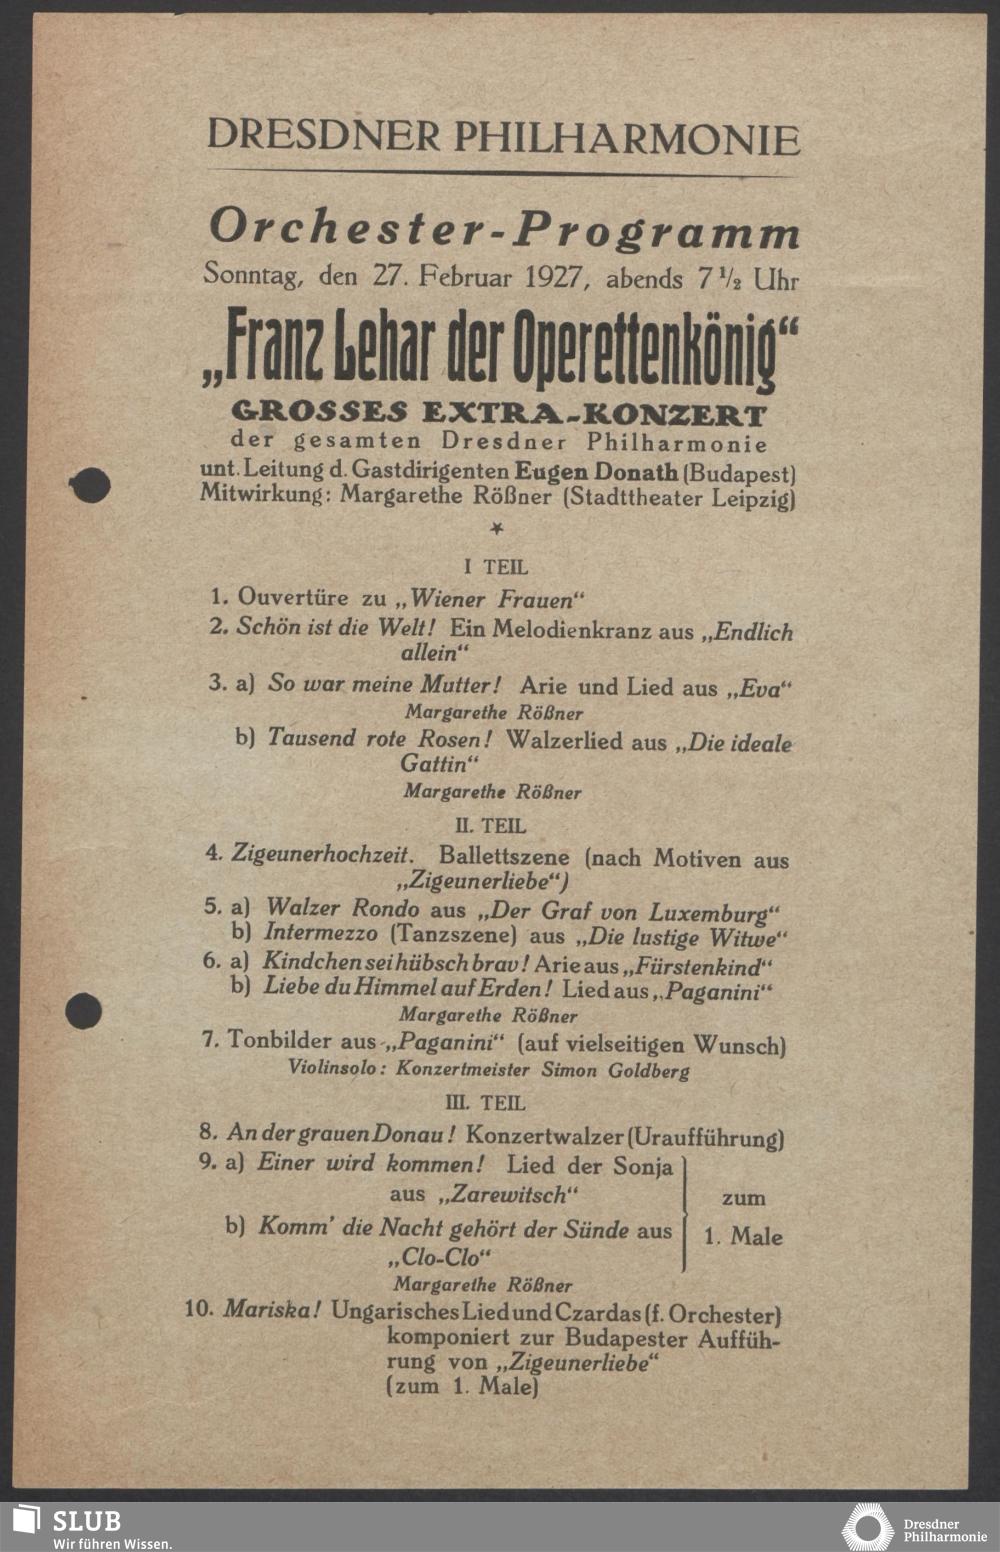 DRESDNER PHILHARMONIE
Orchester-Programm
Sonntag, den 27. Februar 1927, abends 7 1/2 Uhr
„Franz Lehar der Operettenkönig“
GROSSES EXTRA-KONZERT
der gesamten Dresdner Philharmonie
unt. Leitung d. Gastdirigenten Eugen Donath (Budapest)
Mitwirkung: Margarethe Rößner (Stadttheater Leipzig)
*
I TEIL
1. Ouvertüre zu „Wiener Frauen“
2. Schön ist die Welt! Ein Melodienkranz aus „Endlich
allein“
3. a) So war meine Mutter! Arie und Lied aus „Eva“
Margarethe Rößner
b) Tausend rote Rosen! Walzerlied aus „Die ideale
Gattin“
Margarethe Rößner
II. TEIL
4. Zigeunerhochzeit. Ballettszene (nach Motiven aus
„Zigeunerliebe“)
5. a) Walzer Rondo aus „Der Graf von Luxemburg“
b) Intermezzo (Tanzszene) aus „Die lustige Witwe“
6. a) Kindchen sei hübsch brav! Arie aus „Fürstenkind“
b) Liebe du Himmel auf Erden! Lied aus „Paganini“
Margarethe Rößner
7. Tonbilder aus „Paganini“ (auf vielseitigen Wunsch)
Violinsolo: Konzertmeister Simon Goldberg
III. TEIL
8. An der grauen Donau! Konzertwalzer (Uraufführung)
9. a) Einer wird kommen! Lied der Sonja
aus „Zarewitsch“ zum
b) Komm' die Nacht gehört der Sünde aus 1. Male
„Clo-Clo“
Margarethe Rößner
10. Mariska! Ungarisches Lied und Czardas (f. Orchester)
komponiert zur Budapester Auffüh-
rung von „Zigeunerliebe“
(zum 1. Male)
SLUB
Wir führen Wissen.
Dresdner
Philharmonie